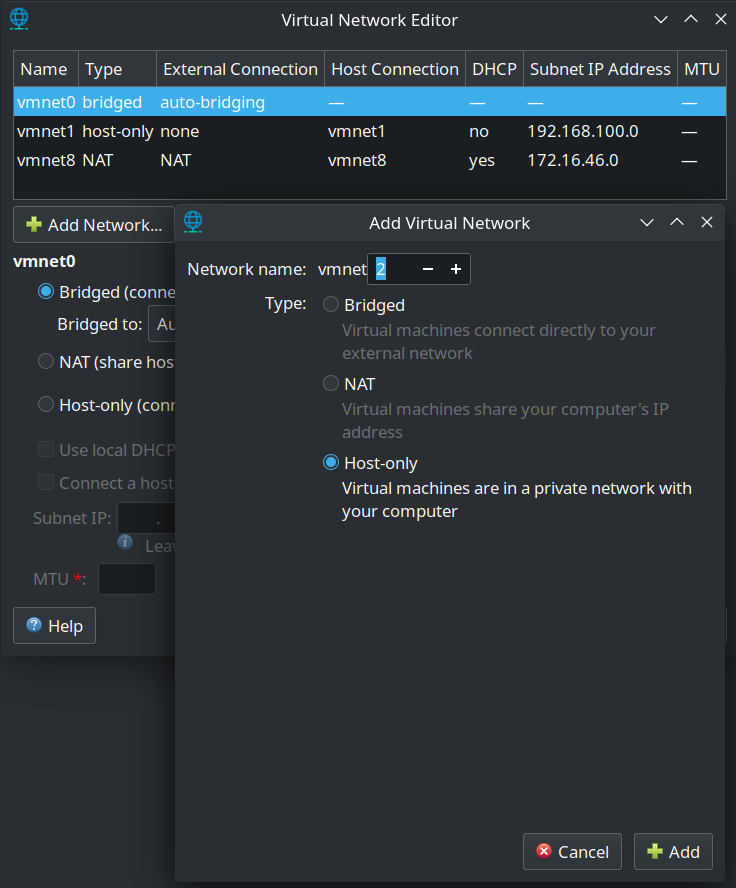 Virtual Network Editor
Name Type External Connection Host Connection DHCP Subnet IP Address MTU
vmnet0 bridged auto-bridging — — — —
vmnet1 host-only none vmnet1 no 192.168.100.0 —
vmnet8 NAT NAT vmnet8 yes 172.16.46.0 —
Add Network...
vmnet0
Bridged (conne
Bridged to: Au
NAT (share hos
Host-only (conn
Use local DHCP
Connect a host
Subnet IP: .
Leav
MTU *:
Help
Add Virtual Network
Network name: vmnet 2 − +
Type: Bridged
Virtual machines connect directly to your
external network
NAT
Virtual machines share your computer's IP
address
Host-only
Virtual machines are in a private network with
your computer
Cancel Add